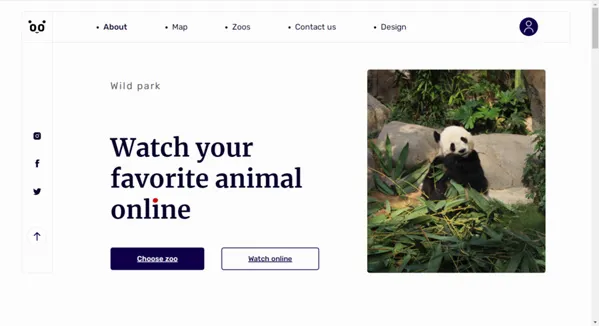 About
Map
Zoos
Contact us
Design
Wild park
Watch your
favorite animal
online
Choose zoo
Watch online